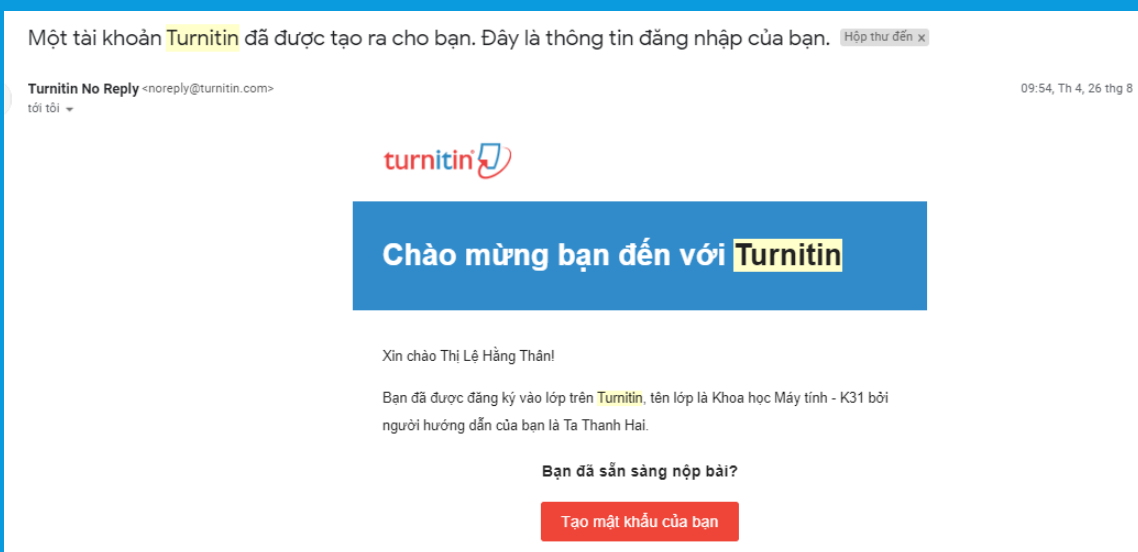 Một tài khoản Turnitin đã được tạo ra cho bạn. Đây là thông tin đăng nhập của bạn. Hộp thư đến x
Turnitin No Reply <noreply@turnitin.com> 09:54, Th 4, 26 thg 8
tới tôi
turnitin
Chào mừng bạn đến với Turnitin
Xin chào Thị Lệ Hằng Thân!
Bạn đã được đăng ký vào lớp trên Turnitin, tên lớp là Khoa học Máy tính - K31 bởi
người hướng dẫn của bạn là Ta Thanh Hai.
Bạn đã sẵn sàng nộp bài?
Tạo mật khẩu của bạn